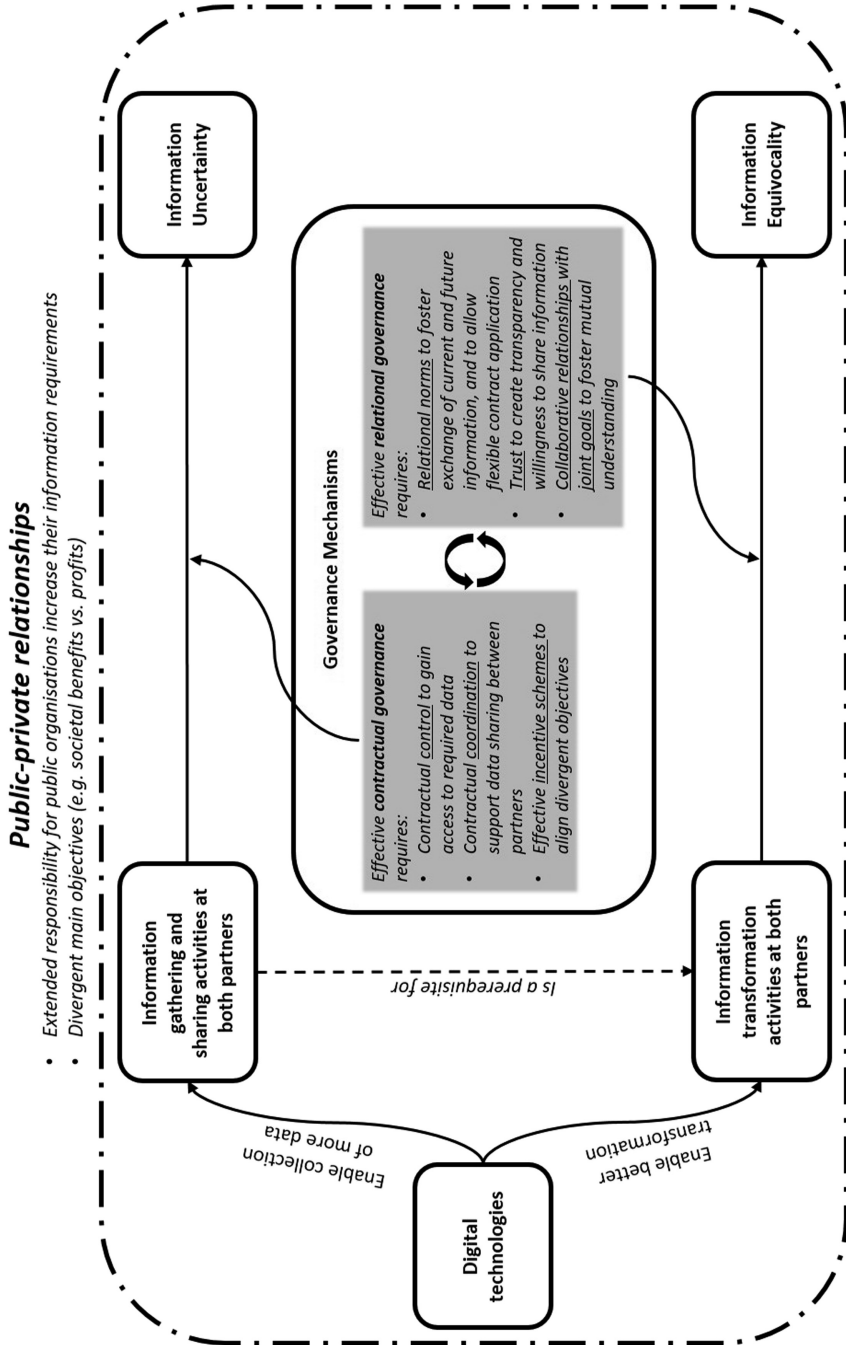 Public-private relationships
• Extended responsibility for public organisations increase their information requirements
• Divergent main objectives (e.g. societal benefits vs. profits)
Digital
technologies
Enable collection
of more data
Enable better
transformation
Information
gathering and
sharing activities at
both partners
Is a prerequisite for
Information
transformation
activities at both
partners
Governance Mechanisms
Effective contractual governance
requires:
• Contractual control to gain
access to required data
• Contractual coordination to
support data sharing between
partners
• Effective incentive schemes to
align divergent objectives
Effective relational governance
requires:
• Relational norms to foster
exchange of current and future
information, and to allow
flexible contract application
• Trust to create transparency and
willingness to share information
• Collaborative relationships with
joint goals to foster mutual
understanding
Information
Uncertainty
Information
Equivocality